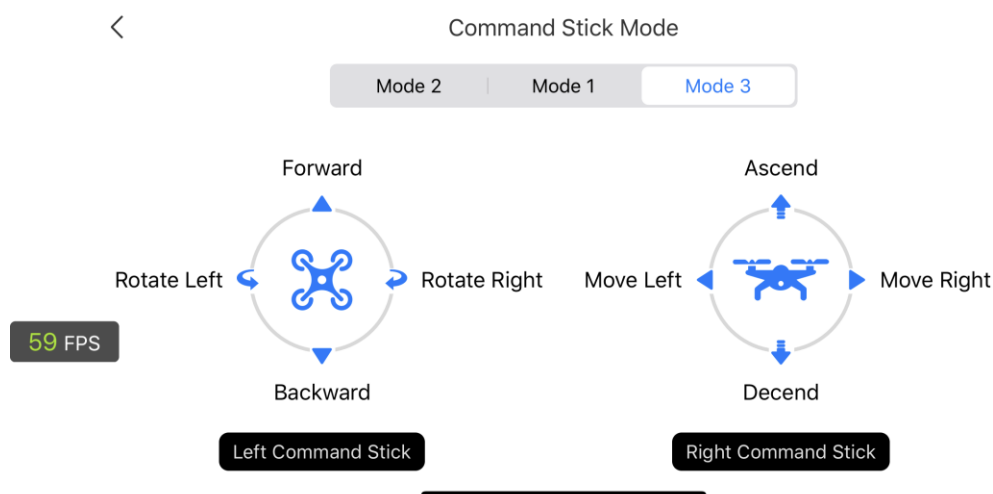 Command Stick Mode
Mode 2 Mode 1 Mode 3
Forward
Ascend
Rotate Left
Rotate Right
Move Left
Move Right
59 FPS
Backward
Decend
Left Command Stick
Right Command Stick